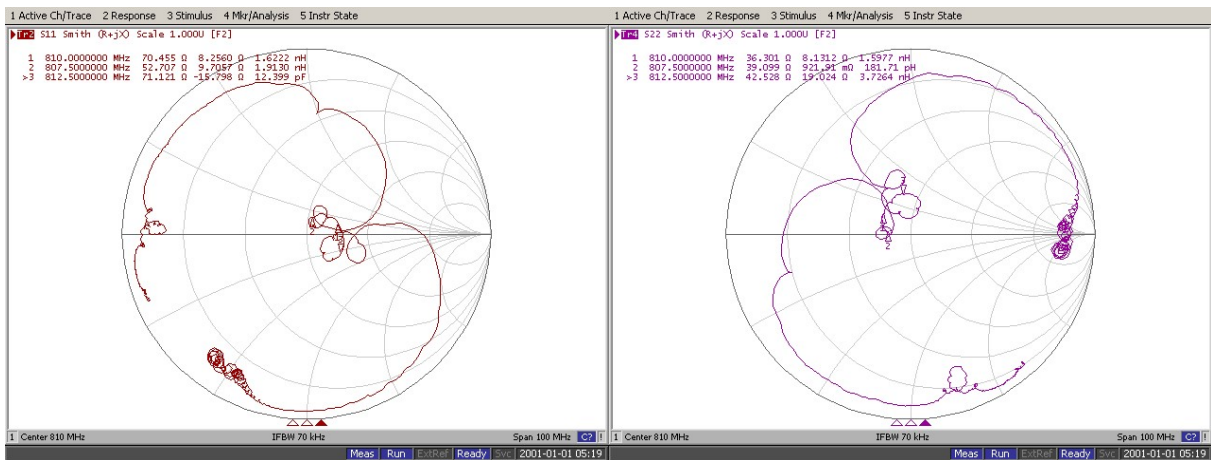 1 Active Ch/Trace 2 Response 3 Stimulus 4 Mkr/Analysis 5 Instr State
Tr2 S11 Smith (R+jX) Scale 1.000U [F2]
1 810.0000000 MHz 70.455 Ω 8.2560 Ω 1.6222 nH
2 807.5000000 MHz 52.707 Ω 9.7057 Ω 1.9130 nH
>3 812.5000000 MHz 71.121 Ω -15.798 Ω 12.399 pF
1 Center 810 MHz IFBW 70 kHz Span 100 MHz C? !
Meas Run ExtRef Ready Svc 2001-01-01 05:19
1 Active Ch/Trace 2 Response 3 Stimulus 4 Mkr/Analysis 5 Instr State
Tr4 S22 Smith (R+jX) Scale 1.000U [F2]
1 810.0000000 MHz 36.301 Ω 8.1312 Ω 1.5977 nH
2 807.5000000 MHz 39.099 Ω 921.91 mΩ 181.71 pH
>3 812.5000000 MHz 42.528 Ω 19.024 Ω 3.7264 nH
2
1 Center 810 MHz IFBW 70 kHz Span 100 MHz C? !
Meas Run ExtRef Ready Svc 2001-01-01 05:19